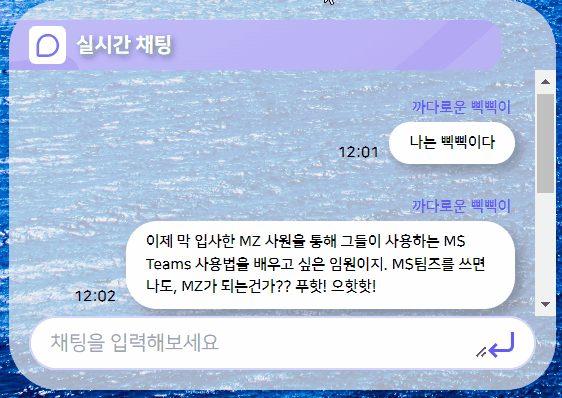 실시간 채팅
까다로운 삑삑이
나는 삑삑이다
12:01
까다로운 삑삑이
이제 막 입사한 MZ 사원을 통해 그들이 사용하는 MS
Teams 사용법을 배우고 싶은 임원이지. MS팀즈를 쓰면
나도, MZ가 되는건가?? 푸핫! 오핫핫!
12:02
채팅을 입력해보세요